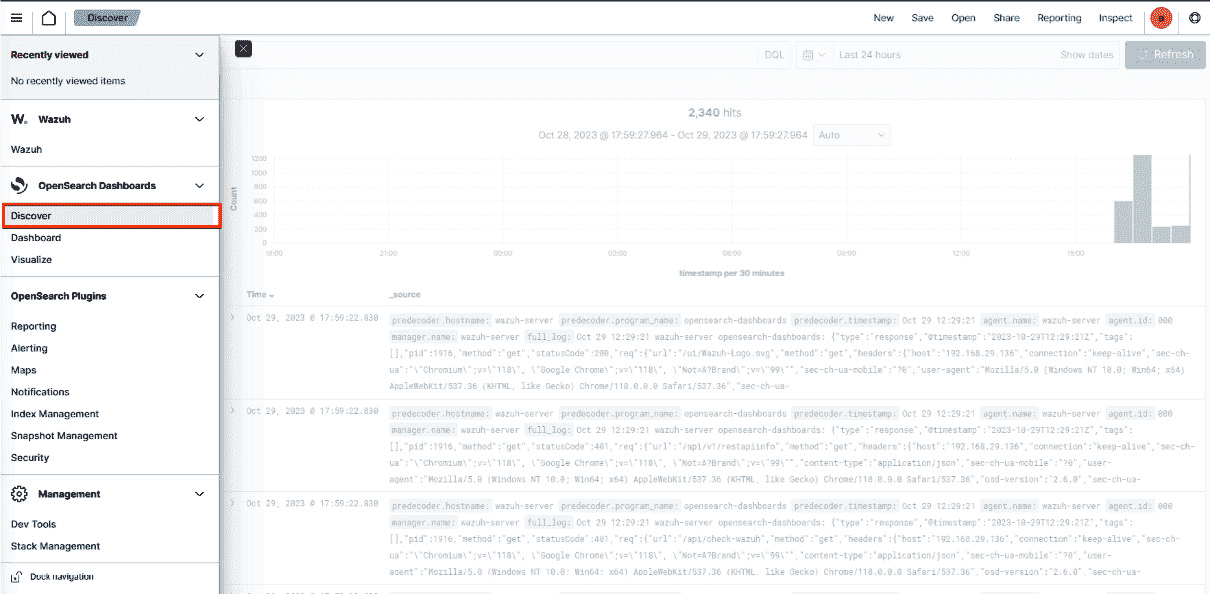 Discover
New Save Open Share Reporting Inspect a
Recently viewed
No recently viewed items
W. Wazuh
Wazuh
OpenSearch Dashboards
Discover
Dashboard
Visualize
OpenSearch Plugins
Reporting
Alerting
Maps
Notifications
Index Management
Snapshot Management
Security
Management
Dev Tools
Stack Management
Dock navigation
DQL Last 24 hours Show dates Refresh
2,340 hits
Oct 28, 2023 @ 17:59:27.964 - Oct 29, 2023 @ 17:59:27.964 Auto
Count
1200
1000
800
600
400
200
0
18:00 21:00 00:00 03:00 06:00 09:00 12:00 15:00
timestamp per 30 minutes
Time _source
Oct 29, 2023 @ 17:59:22.830 predecoder.hostname: wazuh-server predecoder.program_name: opensearch-dashboards predecoder.timestamp: Oct 29 12:29:21 agent.name: wazuh-server agent.id: 000
manager.name: wazuh-server full_log: Oct 29 12:29:21 wazuh-server opensearch-dashboards: {"type":"response","@timestamp":"2023-10-29T12:29:21Z","tags":
[],"pid":1916,"method":"get","statusCode":200,"req":{"url":"/ui/Wazuh-Logo.svg","method":"get","headers":{"host":"192.168.29.136","connection":"keep-alive","sec-ch-
ua":"\"Chromium\";v=\"118\", \"Google Chrome\";v=\"118\", \"Not=A?Brand\";v=\"99\"","sec-ch-ua-mobile":"?0","user-agent":"Mozilla/5.0 (Windows NT 10.0; Win64; x64)
AppleWebKit/537.36 (KHTML, like Gecko) Chrome/118.0.0.0 Safari/537.36","sec-ch-ua-
Oct 29, 2023 @ 17:59:22.830 predecoder.hostname: wazuh-server predecoder.program_name: opensearch-dashboards predecoder.timestamp: Oct 29 12:29:21 agent.name: wazuh-server agent.id: 000
manager.name: wazuh-server full_log: Oct 29 12:29:21 wazuh-server opensearch-dashboards: {"type":"response","@timestamp":"2023-10-29T12:29:21Z","tags":
[],"pid":1916,"method":"get","statusCode":401,"req":{"url":"/api/v1/restapiinfo","method":"get","headers":{"host":"192.168.29.136","connection":"keep-alive","sec-ch-
ua":"\"Chromium\";v=\"118\", \"Google Chrome\";v=\"118\", \"Not=A?Brand\";v=\"99\"","content-type":"application/json","sec-ch-ua-mobile":"?0","user-
agent":"Mozilla/5.0 (Windows NT 10.0; Win64; x64) AppleWebKit/537.36 (KHTML, like Gecko) Chrome/118.0.0.0 Safari/537.36","sec-ch-ua-
Oct 29, 2023 @ 17:59:22.830 predecoder.hostname: wazuh-server predecoder.program_name: opensearch-dashboards predecoder.timestamp: Oct 29 12:29:21 agent.name: wazuh-server agent.id: 000
manager.name: wazuh-server full_log: Oct 29 12:29:21 wazuh-server opensearch-dashboards: {"type":"response","@timestamp":"2023-10-29T12:29:21Z","tags":
[],"pid":1916,"method":"get","statusCode":401,"req":{"url":"/api/check-wazuh","method":"get","headers":{"host":"192.168.29.136","connection":"keep-alive","sec-ch-
ua":"\"Chromium\";v=\"118\", \"Google Chrome\";v=\"118\", \"Not=A?Brand\";v=\"99\"","content-type":"application/json","sec-ch-ua-mobile":"?0","user-
agent":"Mozilla/5.0 (Windows NT 10.0; Win64; x64) AppleWebKit/537.36 (KHTML, like Gecko) Chrome/118.0.0.0 Safari/537.36","osd-version":"2.6.0","sec-ch-ua-